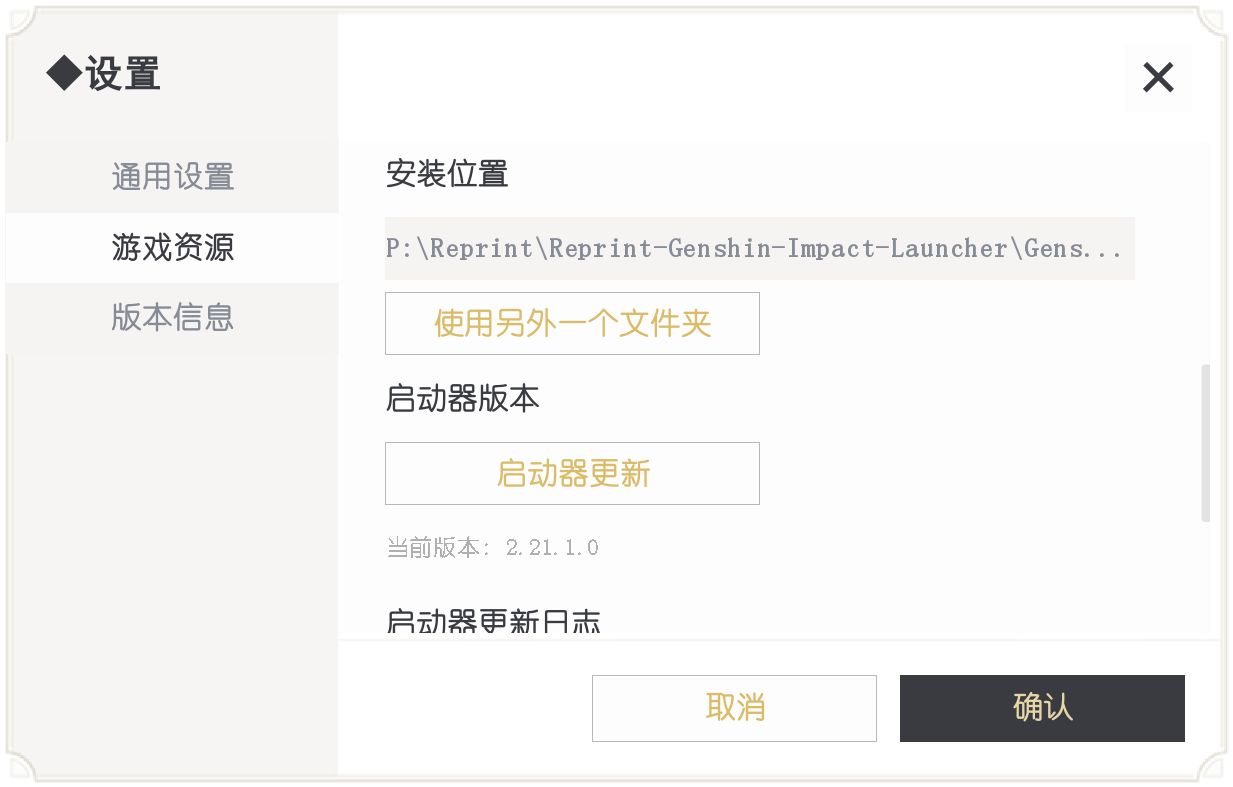 ◆设置
通用设置
游戏资源
版本信息
安装位置
P:\Reprint\Reprint-Genshin-Impact-Launcher\Gens...
使用另外一个文件夹
启动器版本
启动器更新
当前版本: 2.21.1.0
启动器更新日志
取消
确认